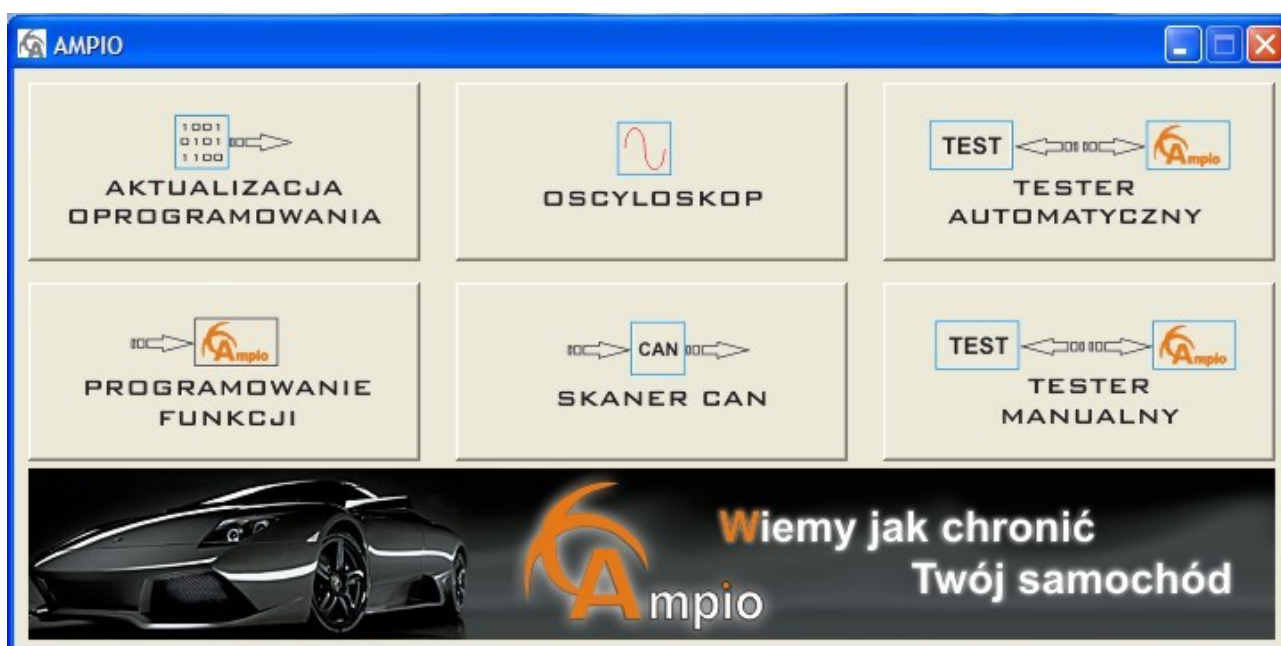 AMPIO
1001
0101
1100
AKTUALIZACJA
OPROGRAMOWANIA
OSCYLOSKOP
TEST
Ampio
TESTER
AUTOMATYCZNY
Ampio
PROGRAMOWANIE
FUNKCJI
CAN
SKANER CAN
TEST
Ampio
TESTER
MANUALNY
Ampio
Wiemy jak chronić
Twój samochód